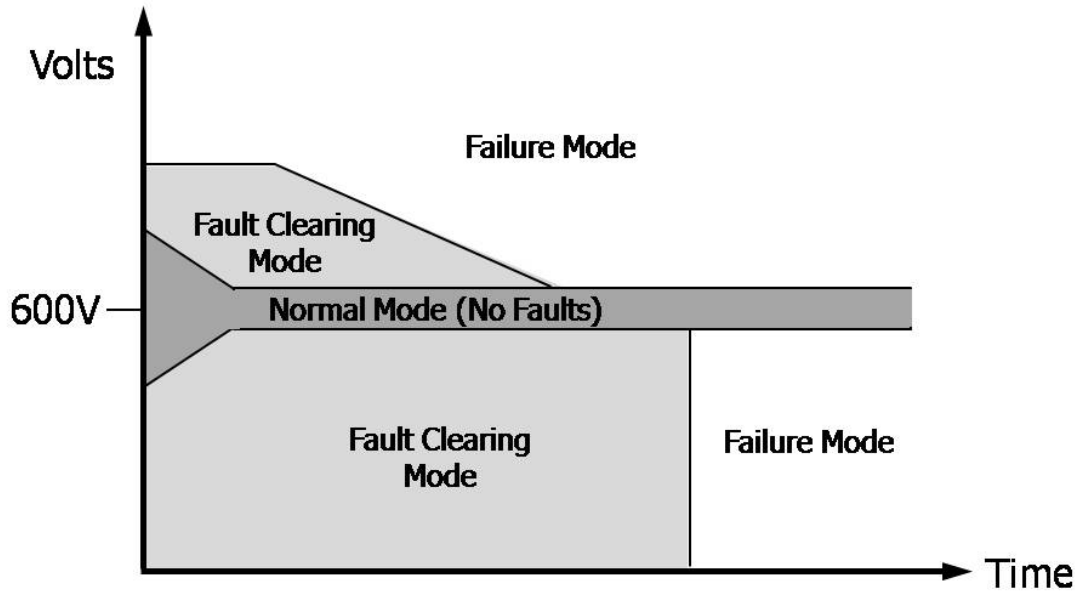 Volts
Failure Mode
Fault Clearing
Mode
600V
Normal Mode (No Faults)
Fault Clearing
Mode
Failure Mode
Time